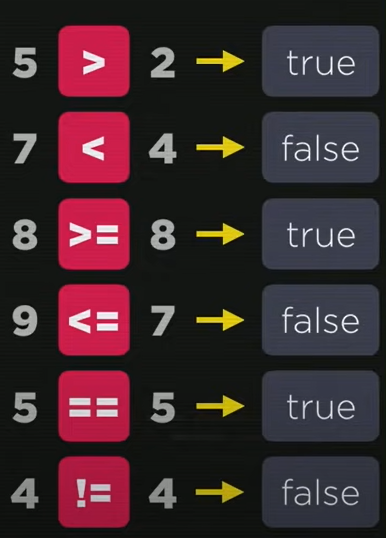 5 > 2 → true
7 < 4 → false
8 >= 8 → true
9 <= 7 → false
5 == 5 → true
4 != 4 → false